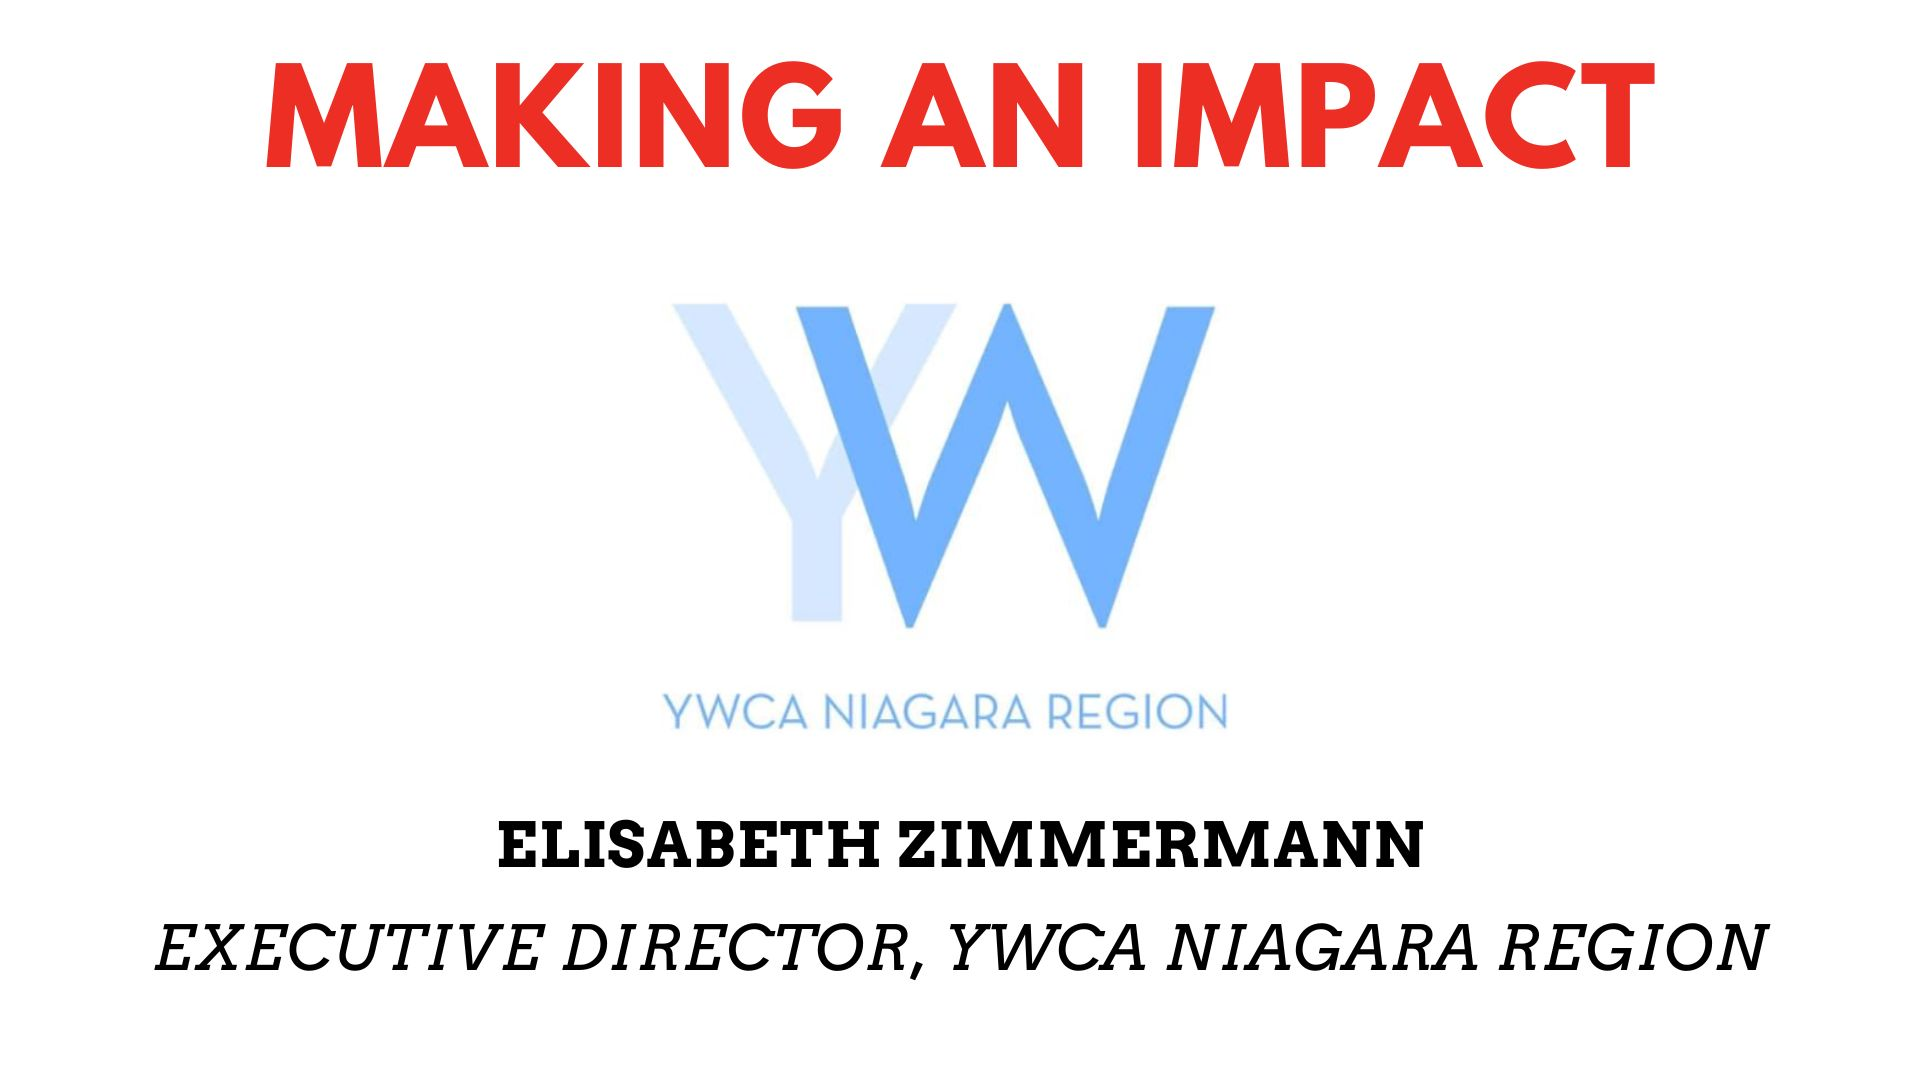 MAKING AN IMPACT
YW
YWCA NIAGARA REGION
ELISABETH ZIMMERMANN
EXECUTIVE DIRECTOR, YWCA NIAGARA REGION